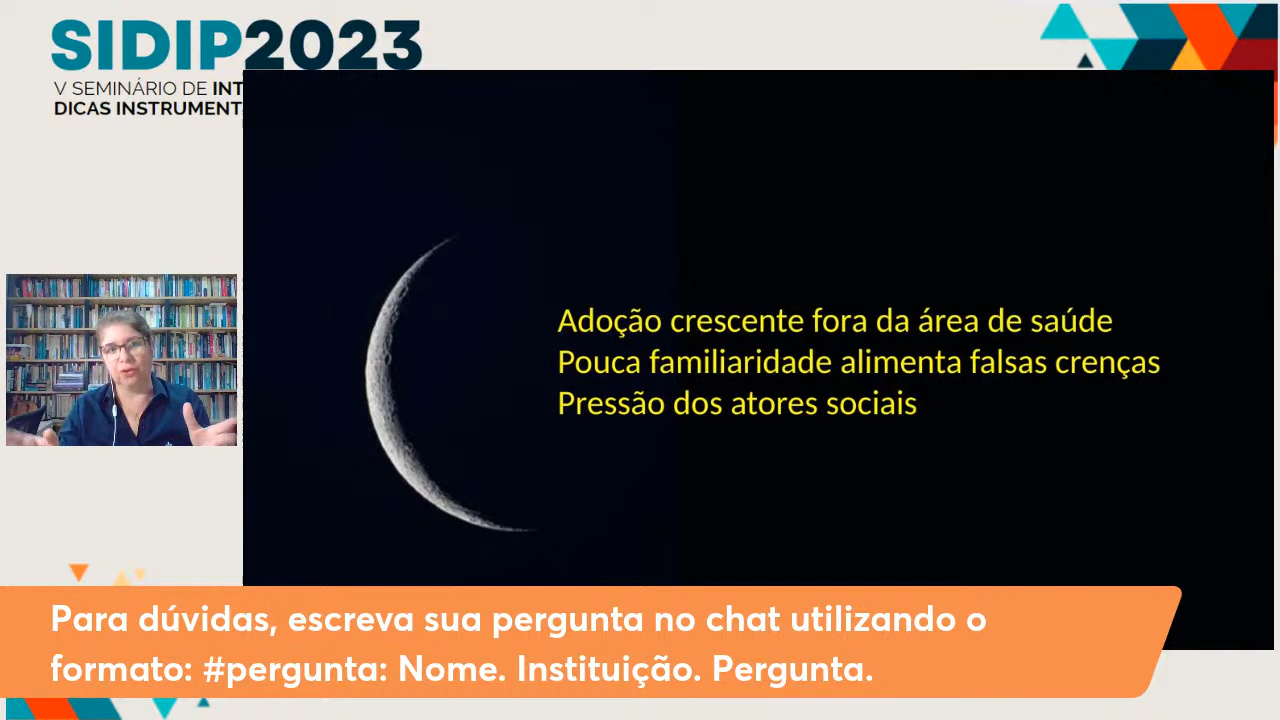 SIDIP2023
V SEMINÁRIO DE INT
DICAS INSTRUMENT
Adoção crescente fora da área de saúde
Pouca familiaridade alimenta falsas crenças
Pressão dos atores sociais
Para dúvidas, escreva sua pergunta no chat utilizando o
formato: #pergunta: Nome. Instituição. Pergunta.